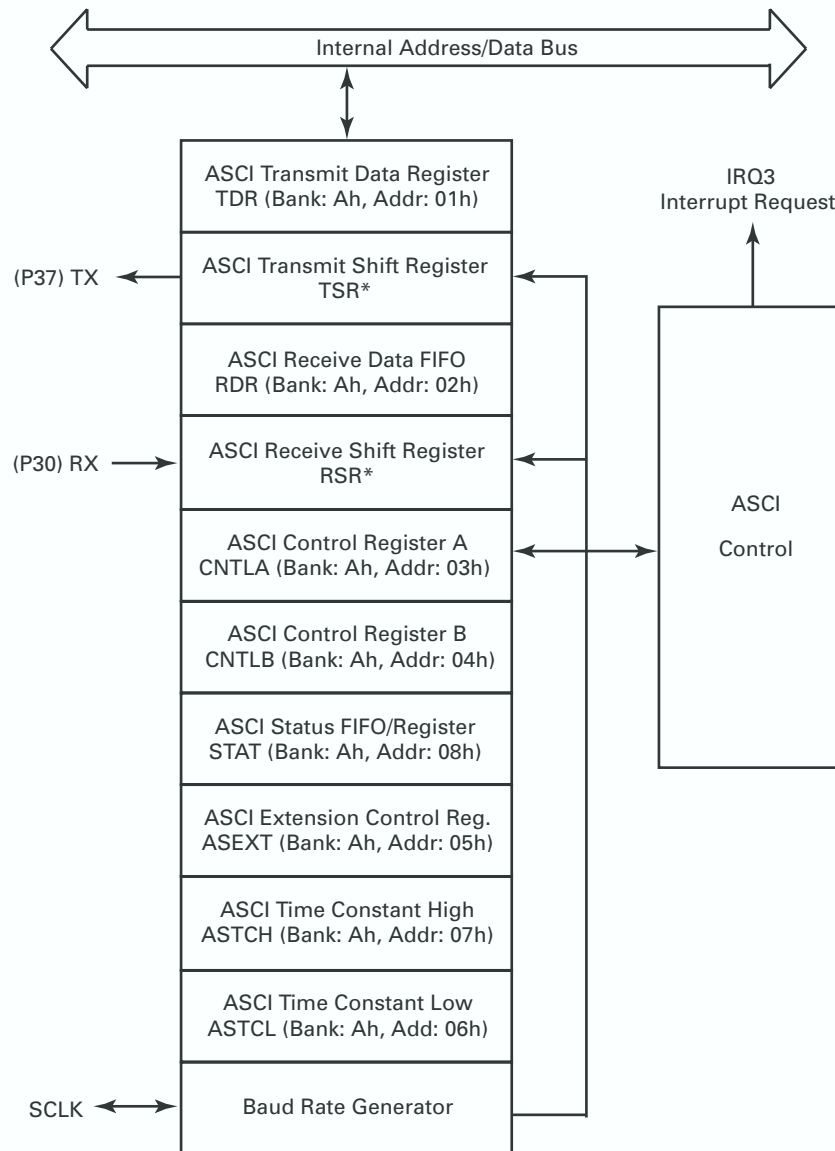 Internal Address/Data Bus
ASCI Transmit Data Register
TDR (Bank: Ah, Addr: 01h)
IRQ3
Interrupt Request
(P37) TX
ASCI Transmit Shift Register
TSR*
ASCI Receive Data FIFO
RDR (Bank: Ah, Addr: 02h)
(P30) RX
ASCI Receive Shift Register
RSR*
ASCI Control Register A
CNTLA (Bank: Ah, Addr: 03h)
ASCI
Control
ASCI Control Register B
CNTLB (Bank: Ah, Addr: 04h)
ASCI Status FIFO/Register
STAT (Bank: Ah, Addr: 08h)
ASCI Extension Control Reg.
ASEXT (Bank: Ah, Addr: 05h)
ASCI Time Constant High
ASTCH (Bank: Ah, Addr: 07h)
ASCI Time Constant Low
ASTCL (Bank: Ah, Add: 06h)
SCLK
Baud Rate Generator